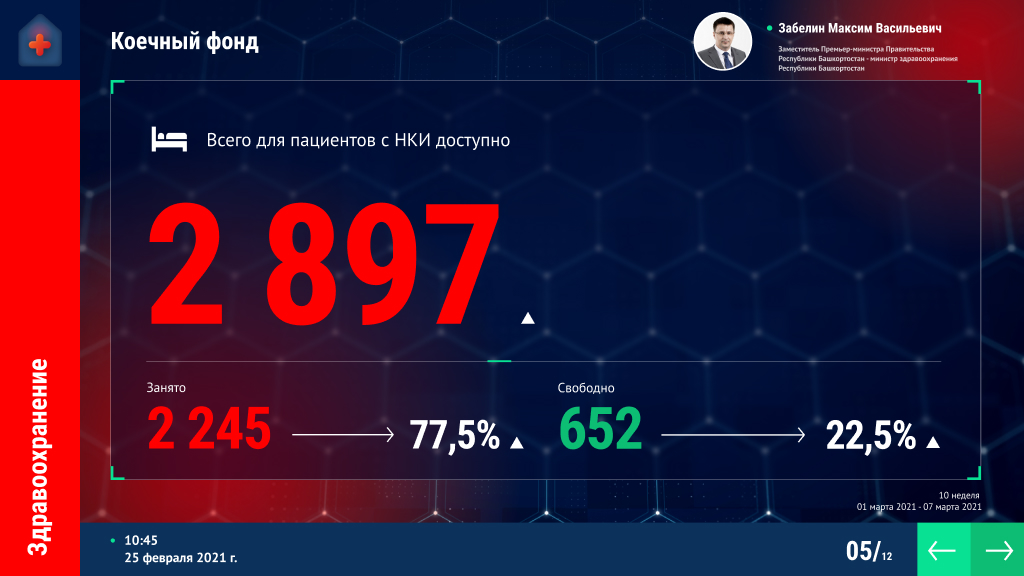 Коечный фонд
Забелин Максим Васильевич
Заместитель Премьер-министра Правительства
Республики Башкортостан - министр здравоохранения
Республики Башкортостан
Всего для пациентов с НКИ доступно
2 897
Занято
2 245
77,5%
Свободно
652
22,5%
Здравоохранение
10 неделя
01 марта 2021 - 07 марта 2021
10:45
25 февраля 2021 г.
05/12